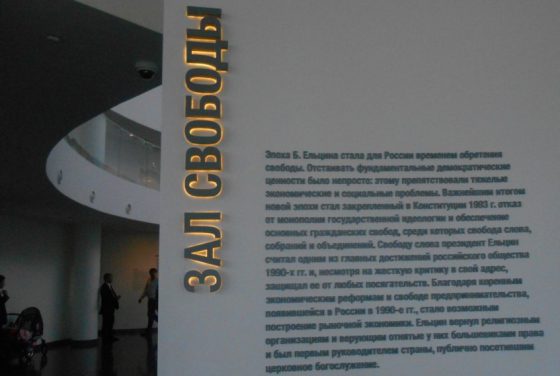 ЗАЛ СВОБОДЫ
Эпоха Б. Ельцина стала для России временем обретения
свободы. Отстаивать фундаментальные демократические
ценности было непросто: этому препятствовали тяжелые
экономические и социальные проблемы. Важнейшим итогом
новой эпохи стал закрепленный в Конституции 1993 г. отказ
от монополии государственной идеологии и обеспечение
основных гражданских свобод, среди которых свобода слова,
собраний и объединений. Свободу слова президент Ельцин
считал одним из главных достижений российского общества
1990-х гг. и, несмотря на жесткую критику в свой адрес,
защищал ее от любых посягательств. Благодаря коренным
экономическим реформам и свободе предпринимательства,
появившейся в России в 1990-е гг., стало возможным
построение рыночной экономики. Ельцин вернул религиозным
организациям и верующим отнятые у них большевиками права
и был первым руководителем страны, публично посетившим
церковное богослужение.